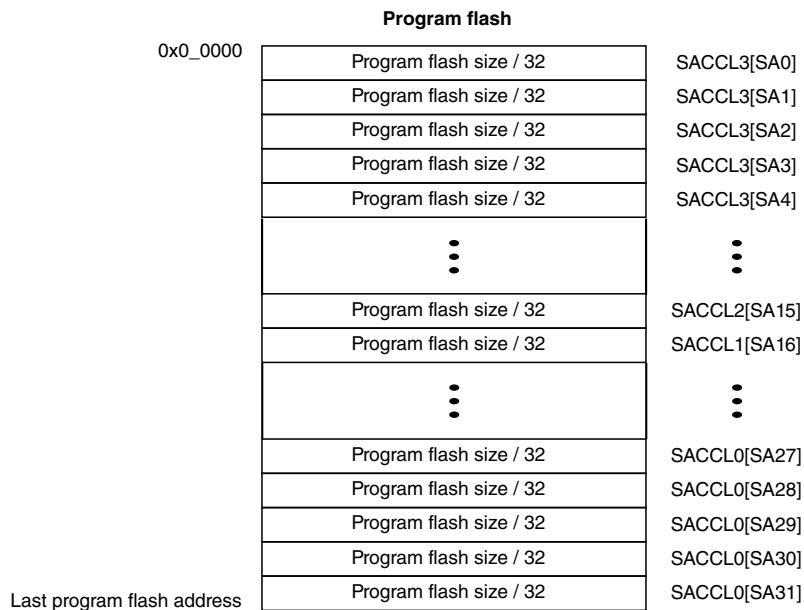 Program flash
0x0_0000 Program flash size / 32 SACCL3[SA0]
Program flash size / 32 SACCL3[SA1]
Program flash size / 32 SACCL3[SA2]
Program flash size / 32 SACCL3[SA3]
Program flash size / 32 SACCL3[SA4]
Program flash size / 32 SACCL2[SA15]
Program flash size / 32 SACCL1[SA16]
Program flash size / 32 SACCL0[SA27]
Program flash size / 32 SACCL0[SA28]
Program flash size / 32 SACCL0[SA29]
Program flash size / 32 SACCL0[SA30]
Last program flash address Program flash size / 32 SACCL0[SA31]